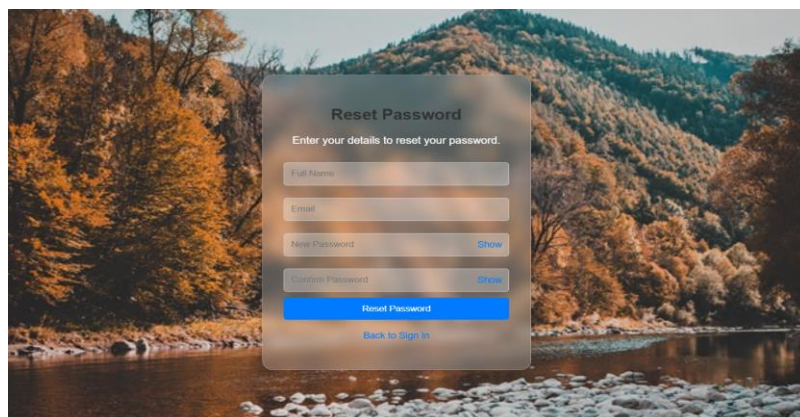 Reset Password
Enter your details to reset your password.
Full Name
Email
New Password Show
Confirm Password Show
Reset Password
Back to Sign In